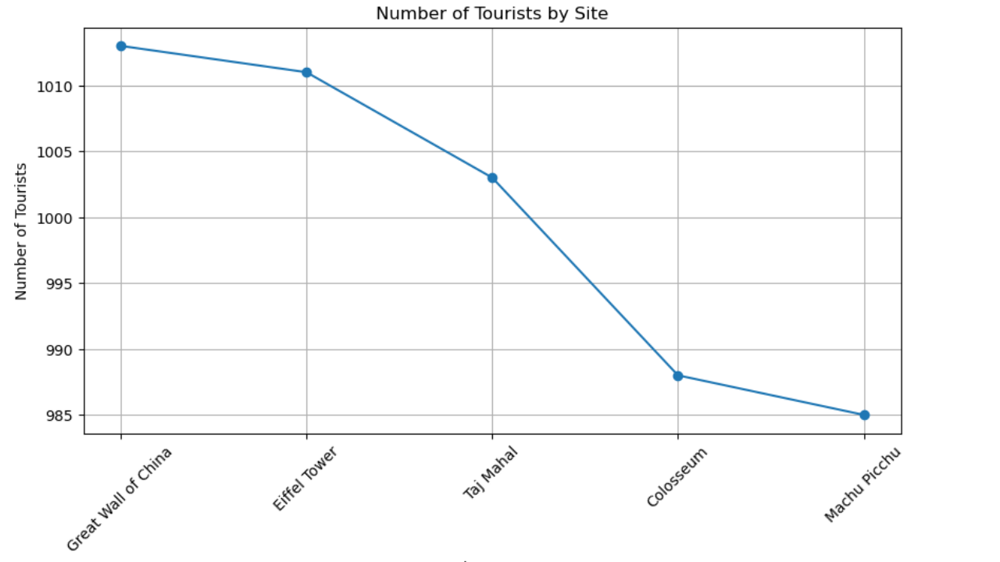 Number of Tourists by Site
Number of Tourists
1010
1005
1000
995
990
985
Great Wall of China
Eiffel Tower
Taj Mahal
Colosseum
Machu Picchu